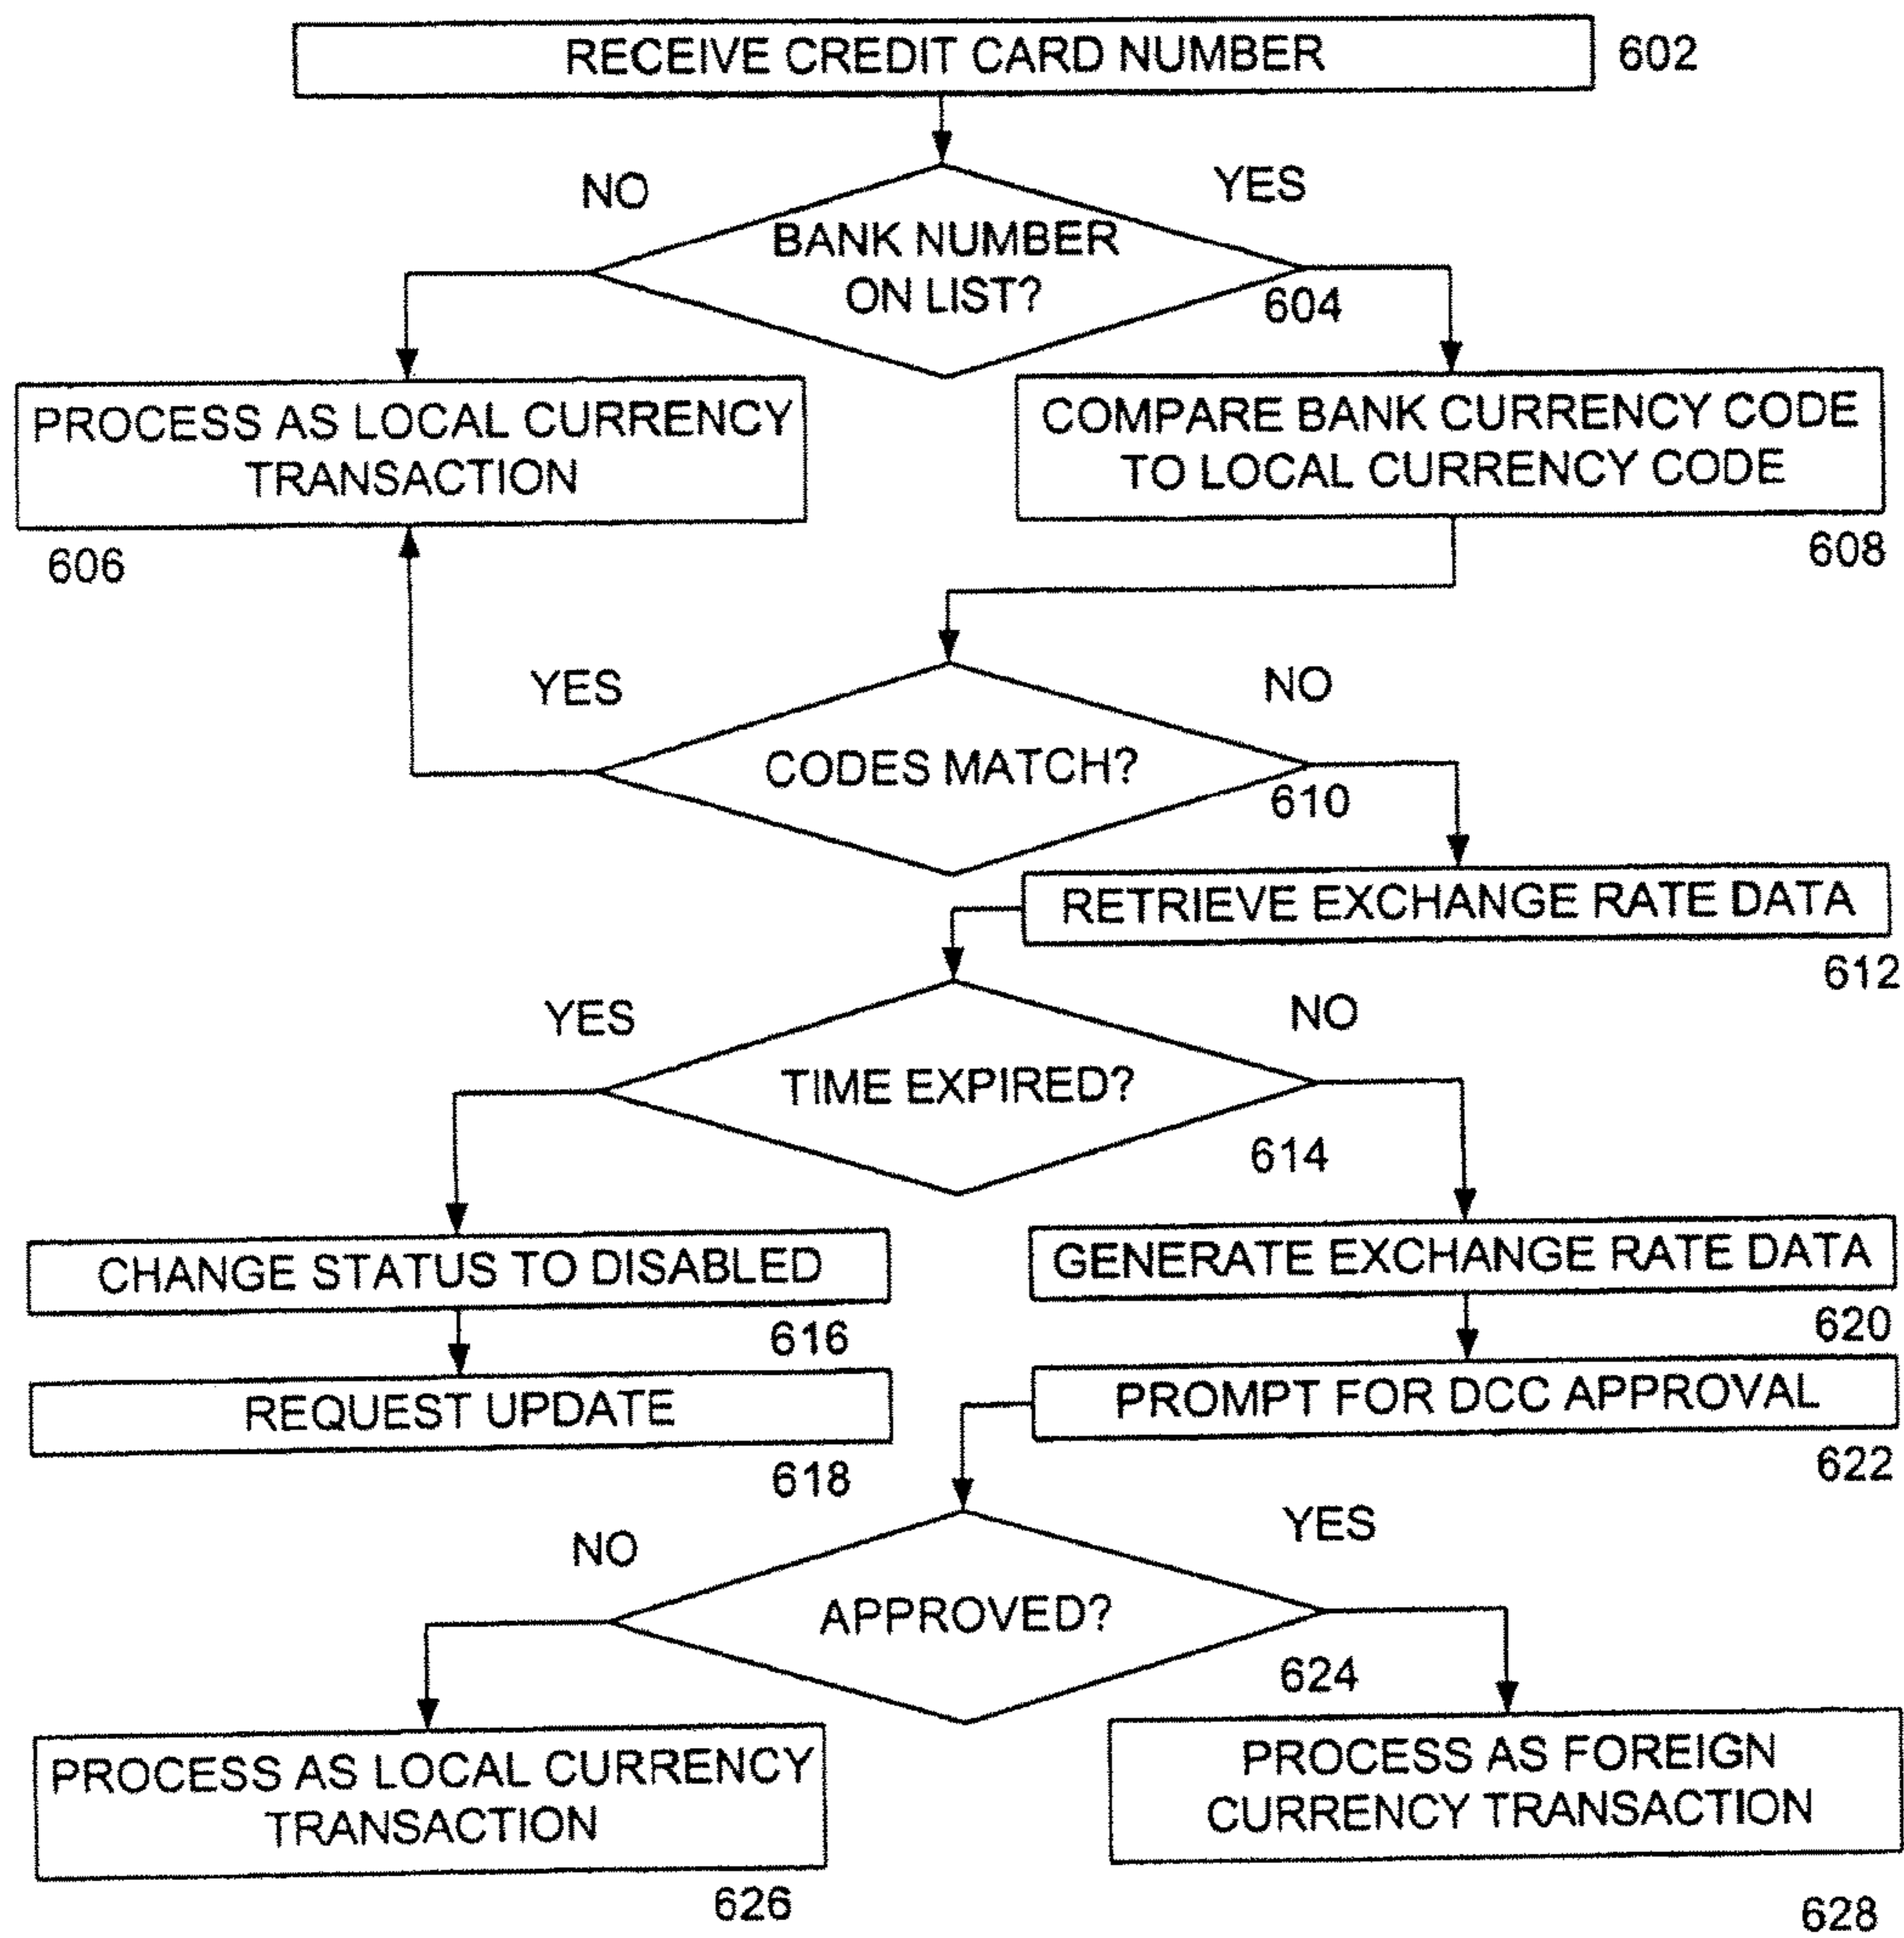 RECEIVE CREDIT CARD NUMBER
602
NO
YES
BANK NUMBER
ON LIST?
604
PROCESS AS LOCAL CURRENCY
TRANSACTION
606
COMPARE BANK CURRENCY CODE
TO LOCAL CURRENCY CODE
608
YES
NO
CODES MATCH?
610
RETRIEVE EXCHANGE RATE DATA
612
YES
NO
TIME EXPIRED?
614
CHANGE STATUS TO DISABLED
616
GENERATE EXCHANGE RATE DATA
620
REQUEST UPDATE
618
PROMPT FOR DCC APPROVAL
622
NO
YES
APPROVED?
624
PROCESS AS LOCAL CURRENCY
TRANSACTION
626
PROCESS AS FOREIGN
CURRENCY TRANSACTION
628